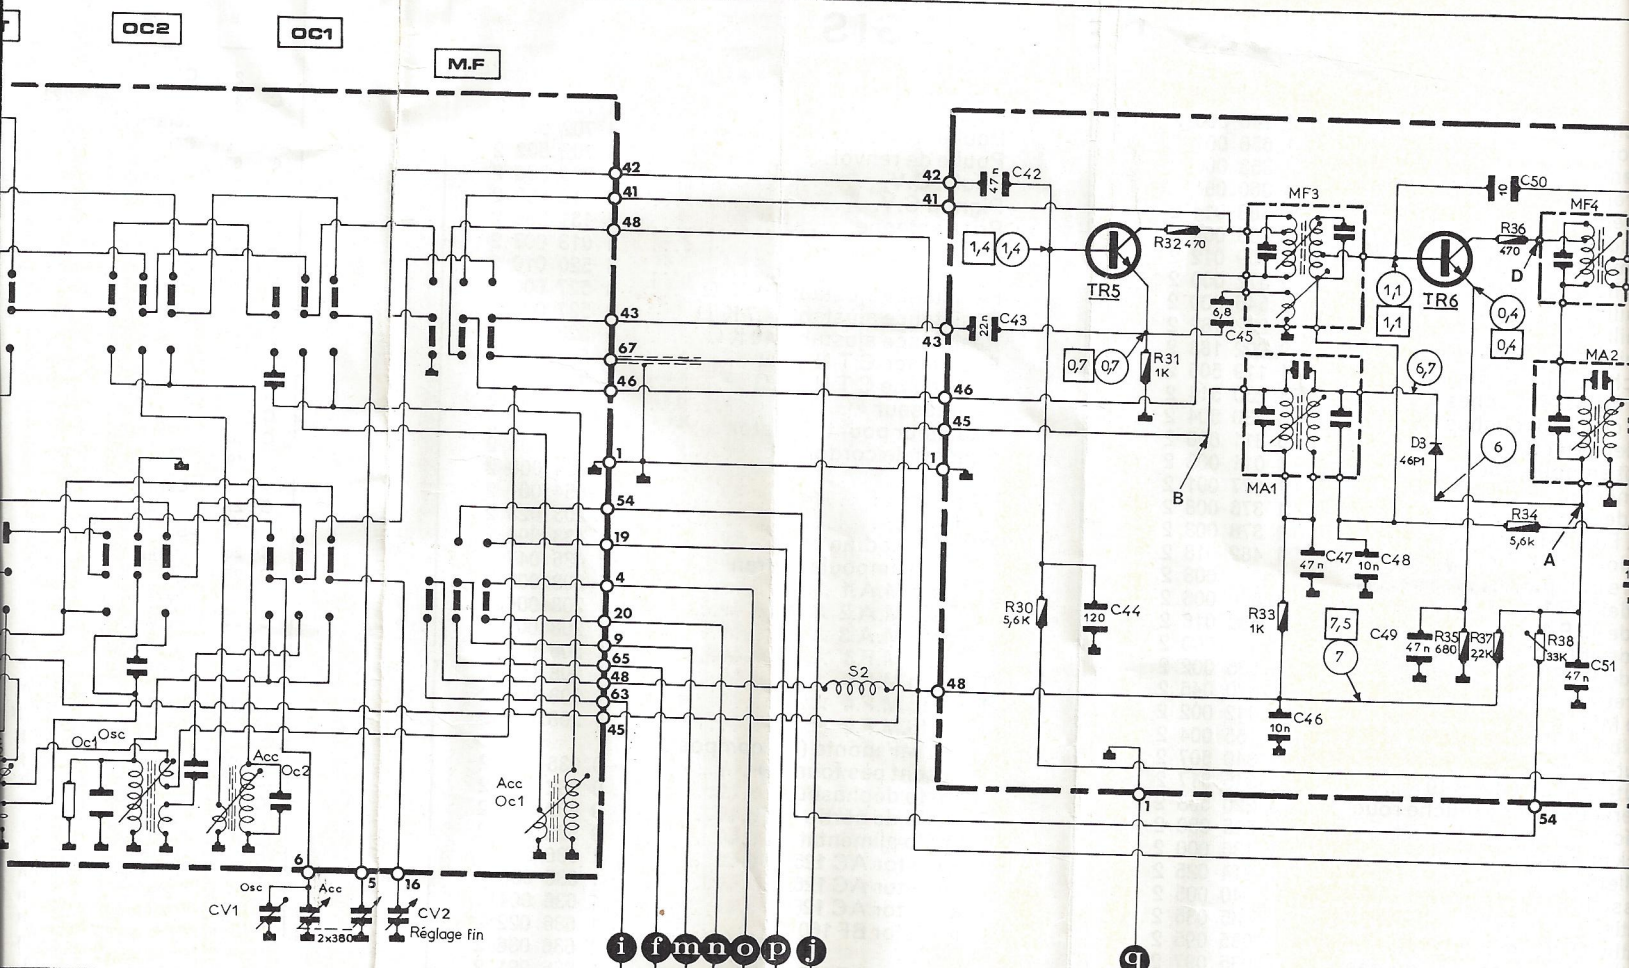 T
OC2
OC1
M.F
42
41
48
43
67
46
1
54
19
4
20
9
65
48
63
45
42
41
43
46
45
1
48
47n
C42
1,4
1,4
TR5
R32 470
MF3
22n
C43
6,8
C45
0,7
0,7
R31
1K
B
MA1
1,1
1,1
TR6
R36
470
10
C50
MF4
D
0,4
0,4
MA2
6,7
D3
46P1
6
R34
5,6k
A
C47
47n
C48
10n
R30
5,6K
C44
120
R33
1K
7,5
7
C49
47n
R35
680
R37
2,2K
R38
33K
C51
47n
C46
10n
S2
1
54
Oc1
Osc
Acc
Oc2
Acc
Oc1
6
5
16
Osc
Acc
CV1
2x380
CV2
Réglage fin
i
f
m
n
o
p
j
q